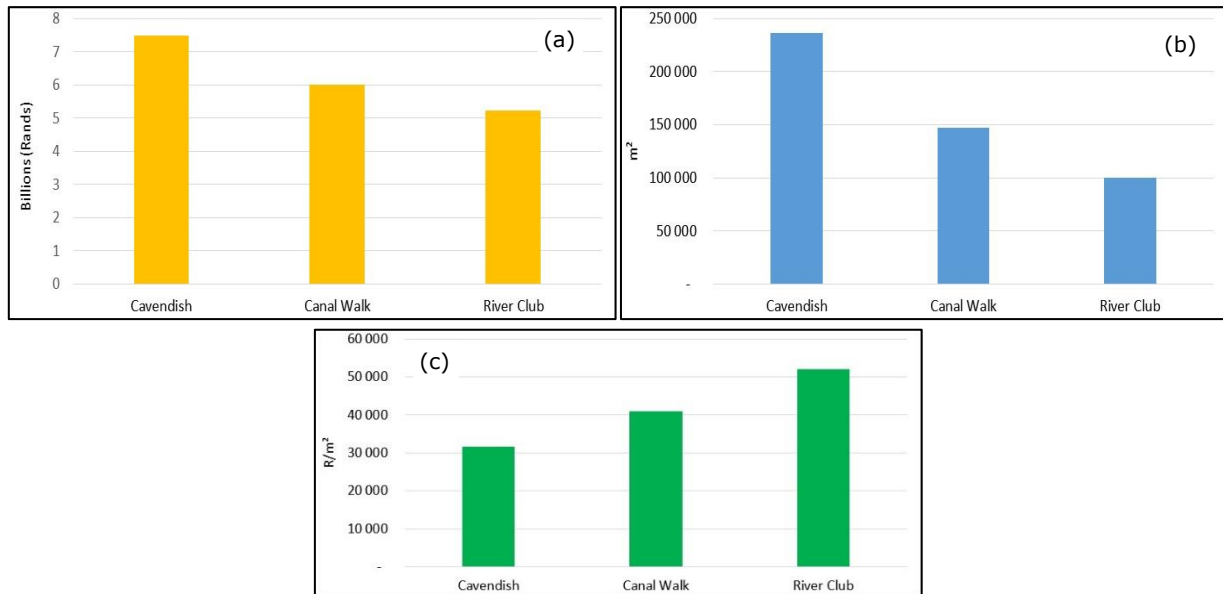 (a)
Billions (Rands)
8
7
6
5
4
3
2
1
0
Cavendish Canal Walk River Club
(b)
m²
250 000
200 000
150 000
100 000
50 000
-
Cavendish Canal Walk River Club
(c)
R/m²
60 000
50 000
40 000
30 000
20 000
10 000
-
Cavendish Canal Walk River Club